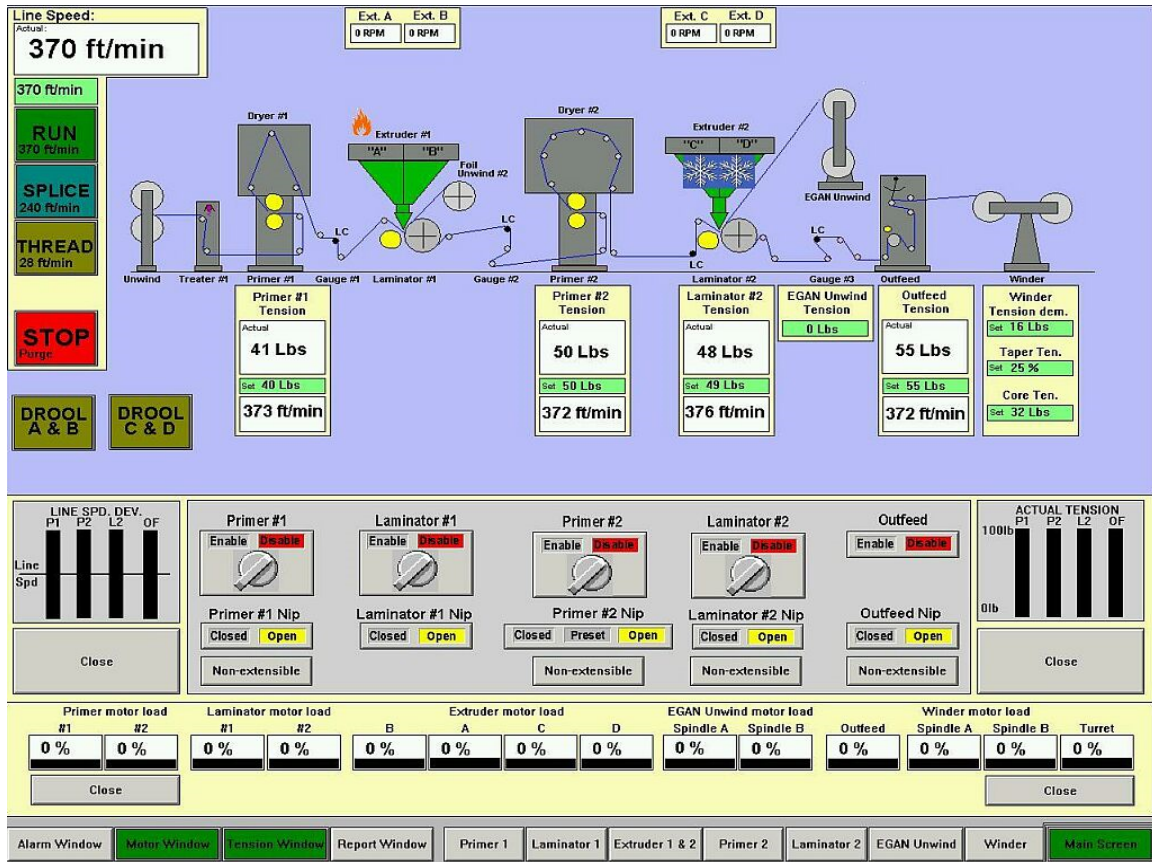 Line Speed:
Actual:
370 ft/min
370 ft/min
RUN
370 ft/min
SPLICE
240 ft/min
THREAD
28 ft/min
STOP
Purge
DROOL
A & B
DROOL
C & D
Ext. A Ext. B
0 RPM 0 RPM
Ext. C Ext. D
0 RPM 0 RPM
Dryer #1
Extruder #1
"A" "B"
Foil
Unwind #2
Dryer #2
Extruder #2
"C" "D"
EGAN Unwind
LC
LC
LC
LC
Unwind Treater #1 Primer #1 Gauge #1 Laminator #1 Gauge #2 Primer #2 Laminator #2 Gauge #3 Outfeed Winder
Primer #1
Tension
Actual
41 Lbs
Set 40 Lbs
373 ft/min
Primer #2
Tension
Actual
50 Lbs
Set 50 Lbs
372 ft/min
Laminator #2
Tension
Actual
48 Lbs
Set 49 Lbs
376 ft/min
EGAN Unwind
Tension
0 Lbs
Outfeed
Tension
Actual
55 Lbs
Set 55 Lbs
372 ft/min
Winder
Tension dem.
Set 16 Lbs
Taper Ten.
Set 25 %
Core Ten.
Set 32 Lbs
LINE SPD. DEV.
P1 P2 L2 OF
Line
Spd
Close
Primer #1
Enable Disable
Primer #1 Nip
Closed Open
Non-extensible
Laminator #1
Enable Disable
Laminator #1 Nip
Closed Open
Primer #2
Enable Disable
Primer #2 Nip
Closed Preset Open
Non-extensible
Laminator #2
Enable Disable
Laminator #2 Nip
Closed Open
Non-extensible
Outfeed
Enable Disable
Outfeed Nip
Closed Open
Non-extensible
ACTUAL TENSION
P1 P2 L2 OF
100lb
0lb
Close
Primer motor load
#1 #2
0 % 0 %
Close
Laminator motor load
#1 #2
0 % 0 %
Extruder motor load
B A C D
0 % 0 % 0 % 0 %
EGAN Unwind motor load
Spindle A Spindle B
0 % 0 %
Outfeed
0 %
Winder motor load
Spindle A Spindle B Turret
0 % 0 % 0 %
Close
Alarm Window Motor Window Tension Window Report Window Primer 1 Laminator 1 Extruder 1 & 2 Primer 2 Laminator 2 EGAN Unwind Winder Main Screen